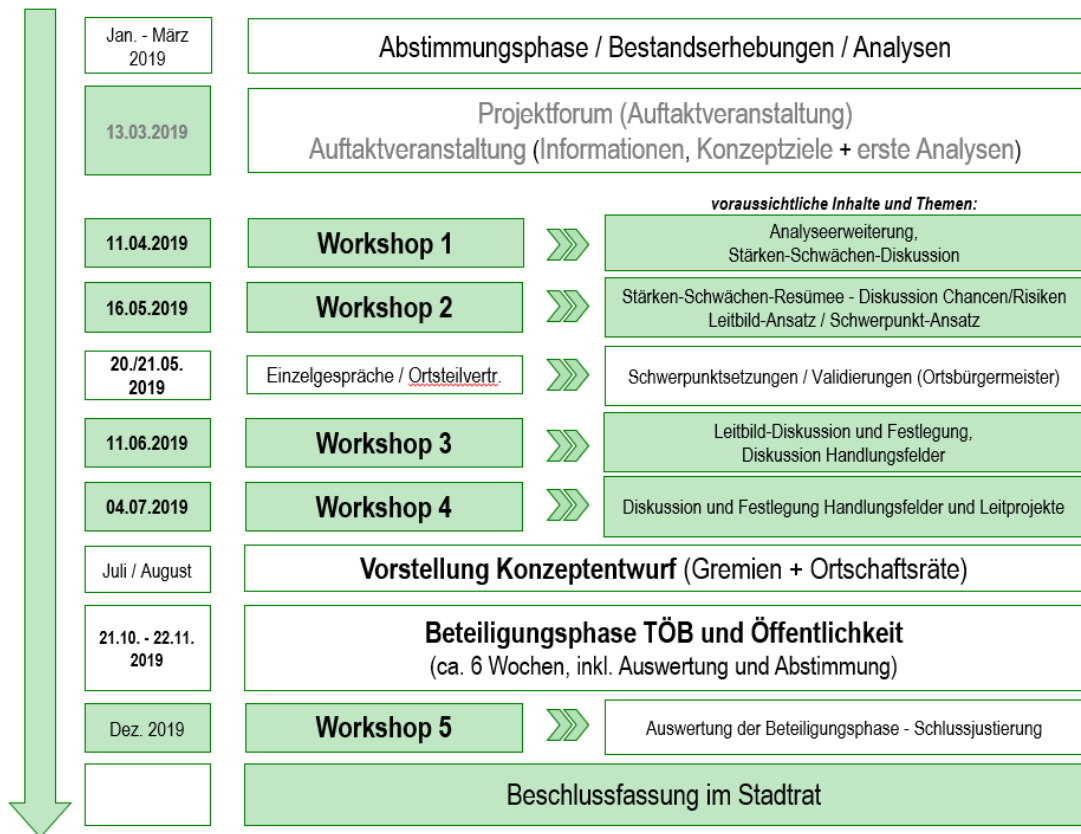 Jan. - März
2019
Abstimmungsphase / Bestandserhebungen / Analysen
13.03.2019
Projektforum (Auftaktveranstaltung)
Auftaktveranstaltung (Informationen, Konzeptziele + erste Analysen)
voraussichtliche Inhalte und Themen:
11.04.2019
Workshop 1
Analyseerweiterung,
Stärken-Schwächen-Diskussion
16.05.2019
Workshop 2
Stärken-Schwächen-Resümee - Diskussion Chancen/Risiken
Leitbild-Ansatz / Schwerpunkt-Ansatz
20./21.05.
2019
Einzelgespräche / Ortsteilvertr.
Schwerpunktsetzungen / Validierungen (Ortsbürgermeister)
11.06.2019
Workshop 3
Leitbild-Diskussion und Festlegung,
Diskussion Handlungsfelder
04.07.2019
Workshop 4
Diskussion und Festlegung Handlungsfelder und Leitprojekte
Juli / August
Vorstellung Konzeptentwurf (Gremien + Ortschaftsräte)
21.10. - 22.11.
2019
Beteiligungsphase TÖB und Öffentlichkeit
(ca. 6 Wochen, inkl. Auswertung und Abstimmung)
Dez. 2019
Workshop 5
Auswertung der Beteiligungsphase - Schlussjustierung
Beschlussfassung im Stadtrat